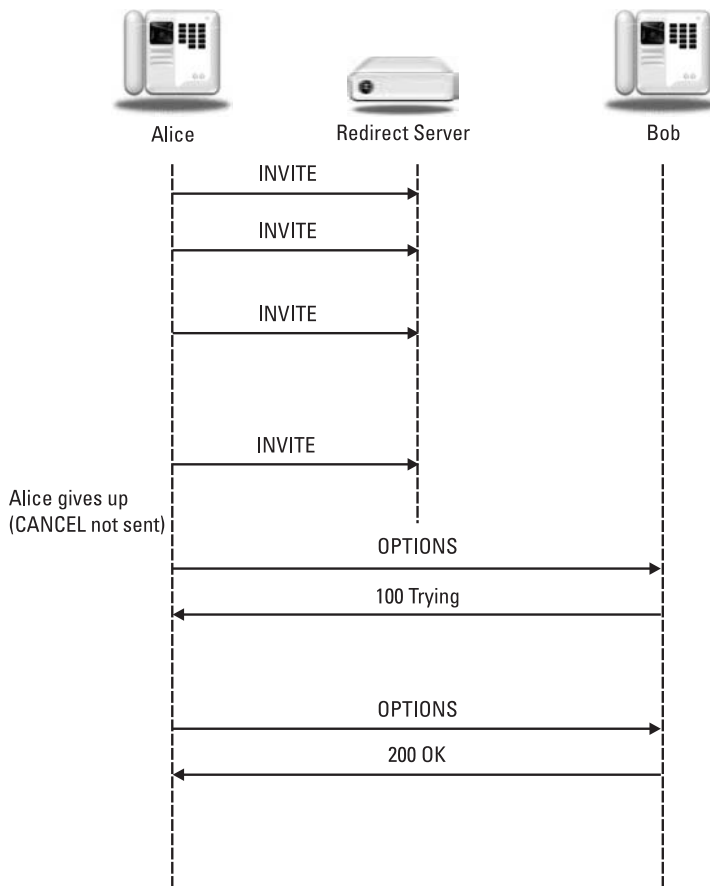 Alice
Redirect Server
Bob
INVITE
INVITE
INVITE
INVITE
Alice gives up
(CANCEL not sent)
OPTIONS
100 Trying
OPTIONS
200 OK